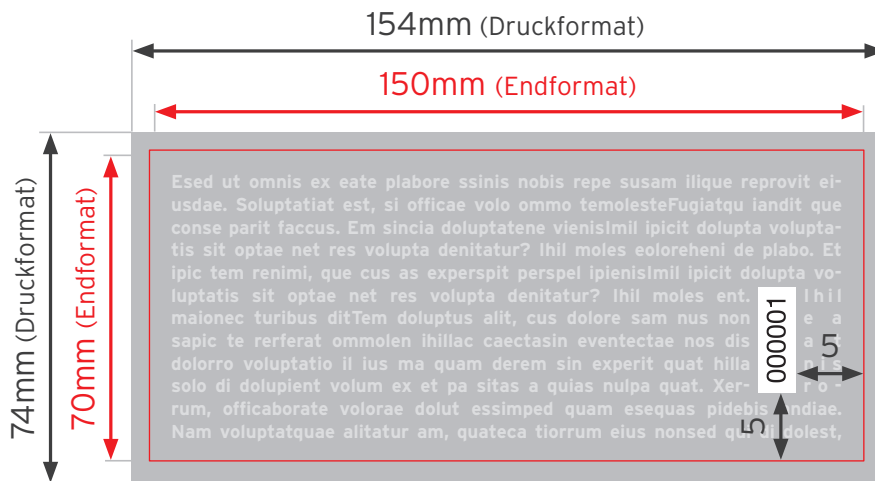 154mm (Druckformat)
150mm (Endformat)
74mm (Druckformat)
70mm (Endformat)
Esed ut omnis ex eate plabore ssinis nobis repe susam ilique reprovit ei-
usdae. Soluptatiat est, si officae volo ommo temolesteFugiatqu iandit que
conse parit faccus. Em sincia doluptatene vienisImil ipicit dolupta volupta-
tis sit optae net res volupta denitatur? Ihil moles eoloreheni de plabo. Et
ipic tem renimi, que cus as experspit perspel ipienisImil ipicit dolupta vo-
luptatis sit optae net res volupta denitatur? Ihil moles ent. Ihil
maionec turibus ditTem doluptus alit, cus dolore sam nus non e a
sapic te rerferat ommolen ihillac caectasin eventectae nos dis a
dolorro voluptatio il ius ma quam derem sin experit quat hilla
solo di dolupient volum ex et pa sitas a quias nulpa quat. Xer-
rum, officaborate volorae dolut essinped quam esequas pidebis andiae.
Nam voluptatquae alitatur am, quateca tiorrum eius nonsed qui di dolest,
000001
5
5